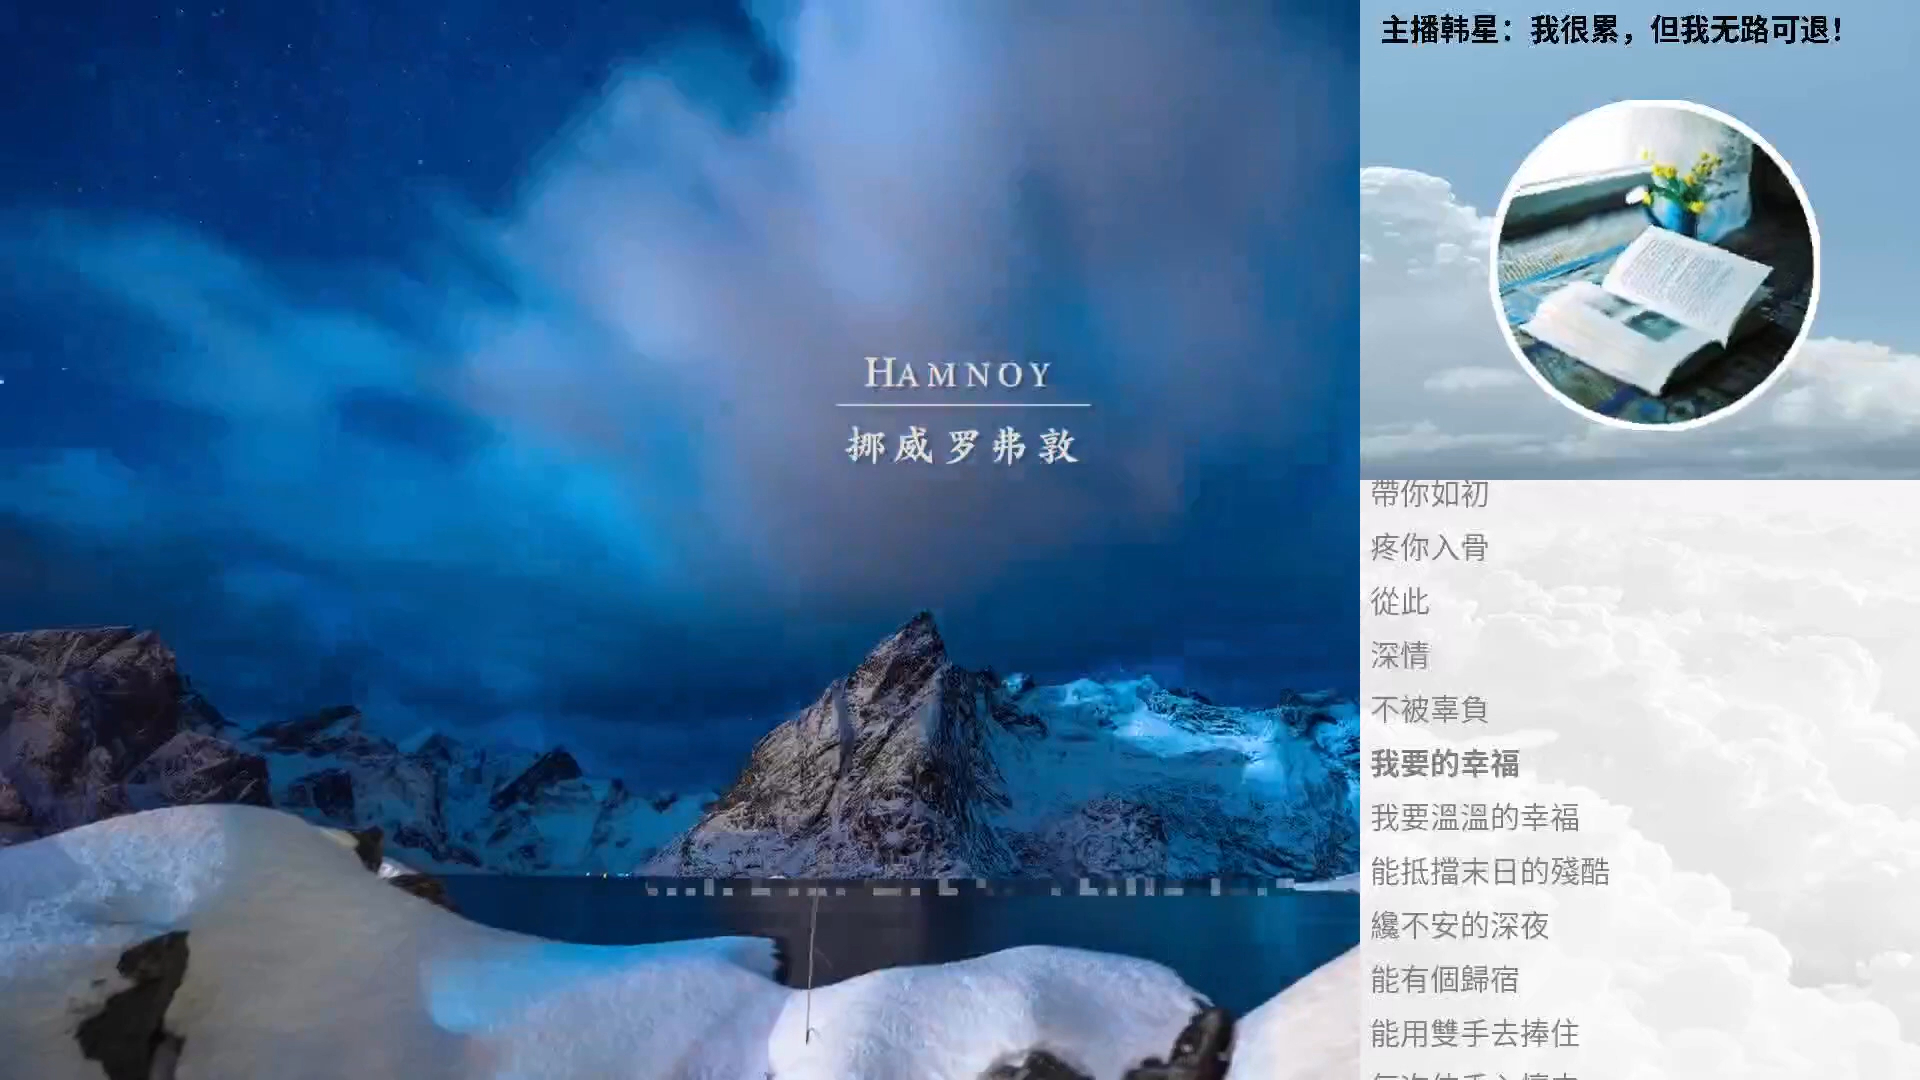 HAMNOY
挪威罗弗敦
主播韩星：我很累，但我无路可退！
帶你如初
疼你入骨
從此
深情
不被辜負
我要的幸福
我要溫溫的幸福
能抵擋末日的殘酷
纔不安的深夜
能有個歸宿
能用雙手去捧住